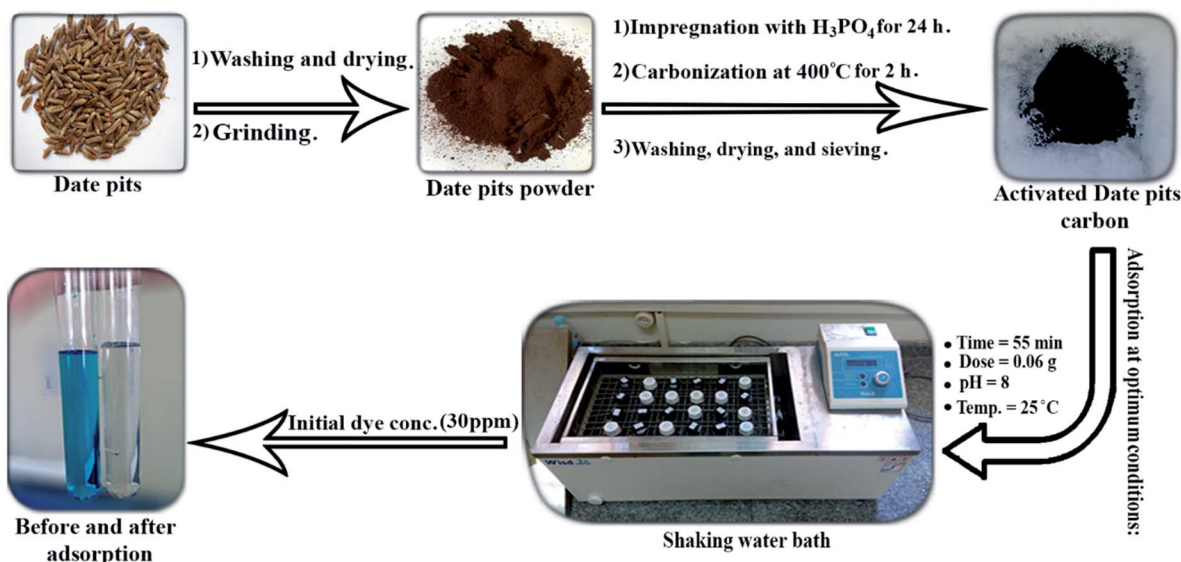 1)Washing and drying.
2) Grinding.
1)Impregnation with H₃PO₄ for 24 h.
2) Carbonization at 400°C for 2 h.
3)Washing, drying, and sieving.
Date pits
Date pits powder
Activated Date pits
carbon
Adsorption at optimum conditions:
• Time = 55 min
• Dose = 0.06 g
• pH = 8
• Temp. = 25°C
Shaking water bath
Initial dye conc.(30ppm)
Before and after
adsorption